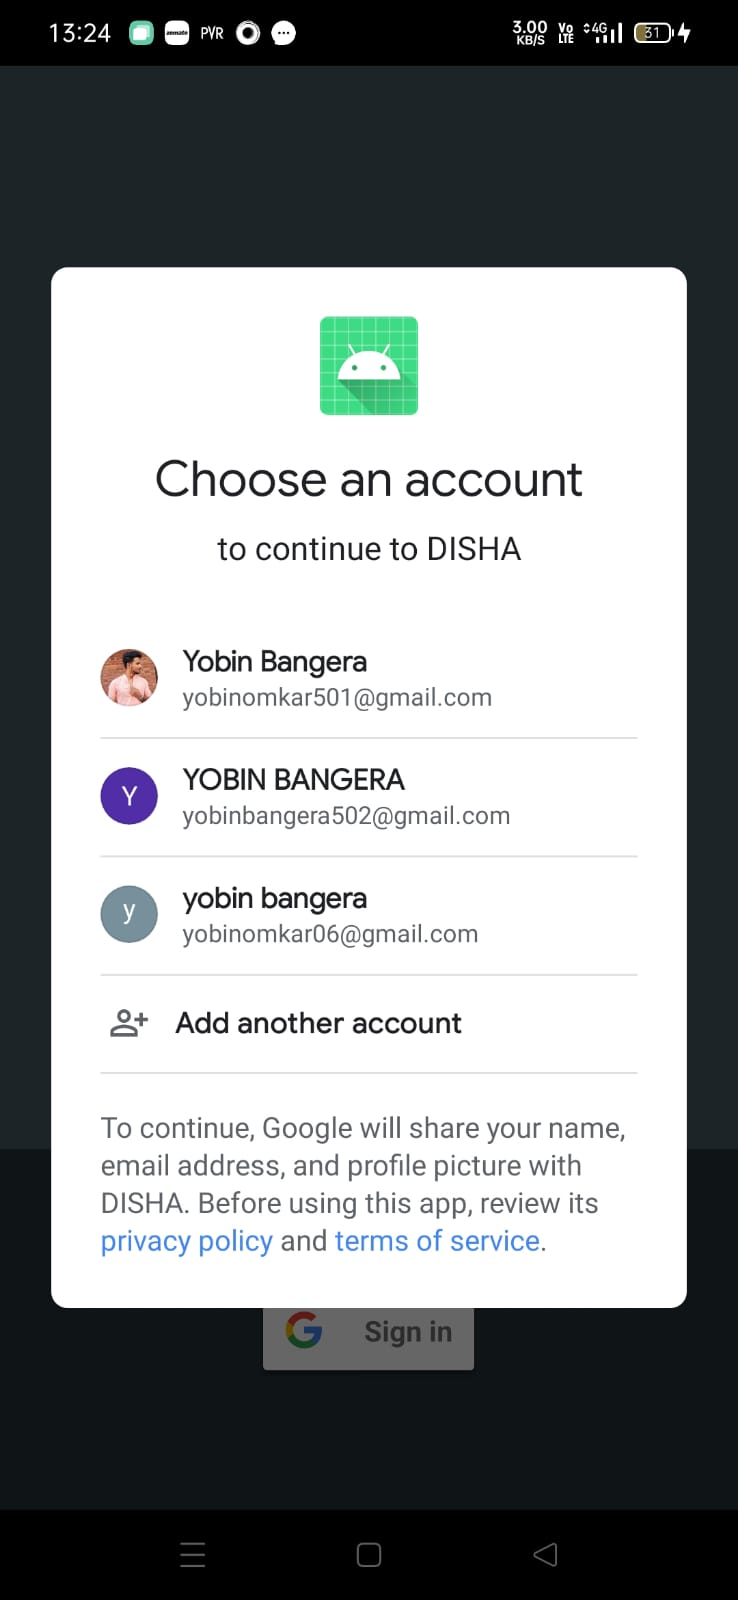 13:24 PVR 3.00 KB/S Vo LTE 4G 31
Choose an account
to continue to DISHA
Yobin Bangera
yobinomkar501@gmail.com
Y
YOBIN BANGERA
yobinbangera502@gmail.com
y
yobin bangera
yobinomkar06@gmail.com
Add another account
To continue, Google will share your name,
email address, and profile picture with
DISHA. Before using this app, review its
privacy policy and terms of service.
G Sign in